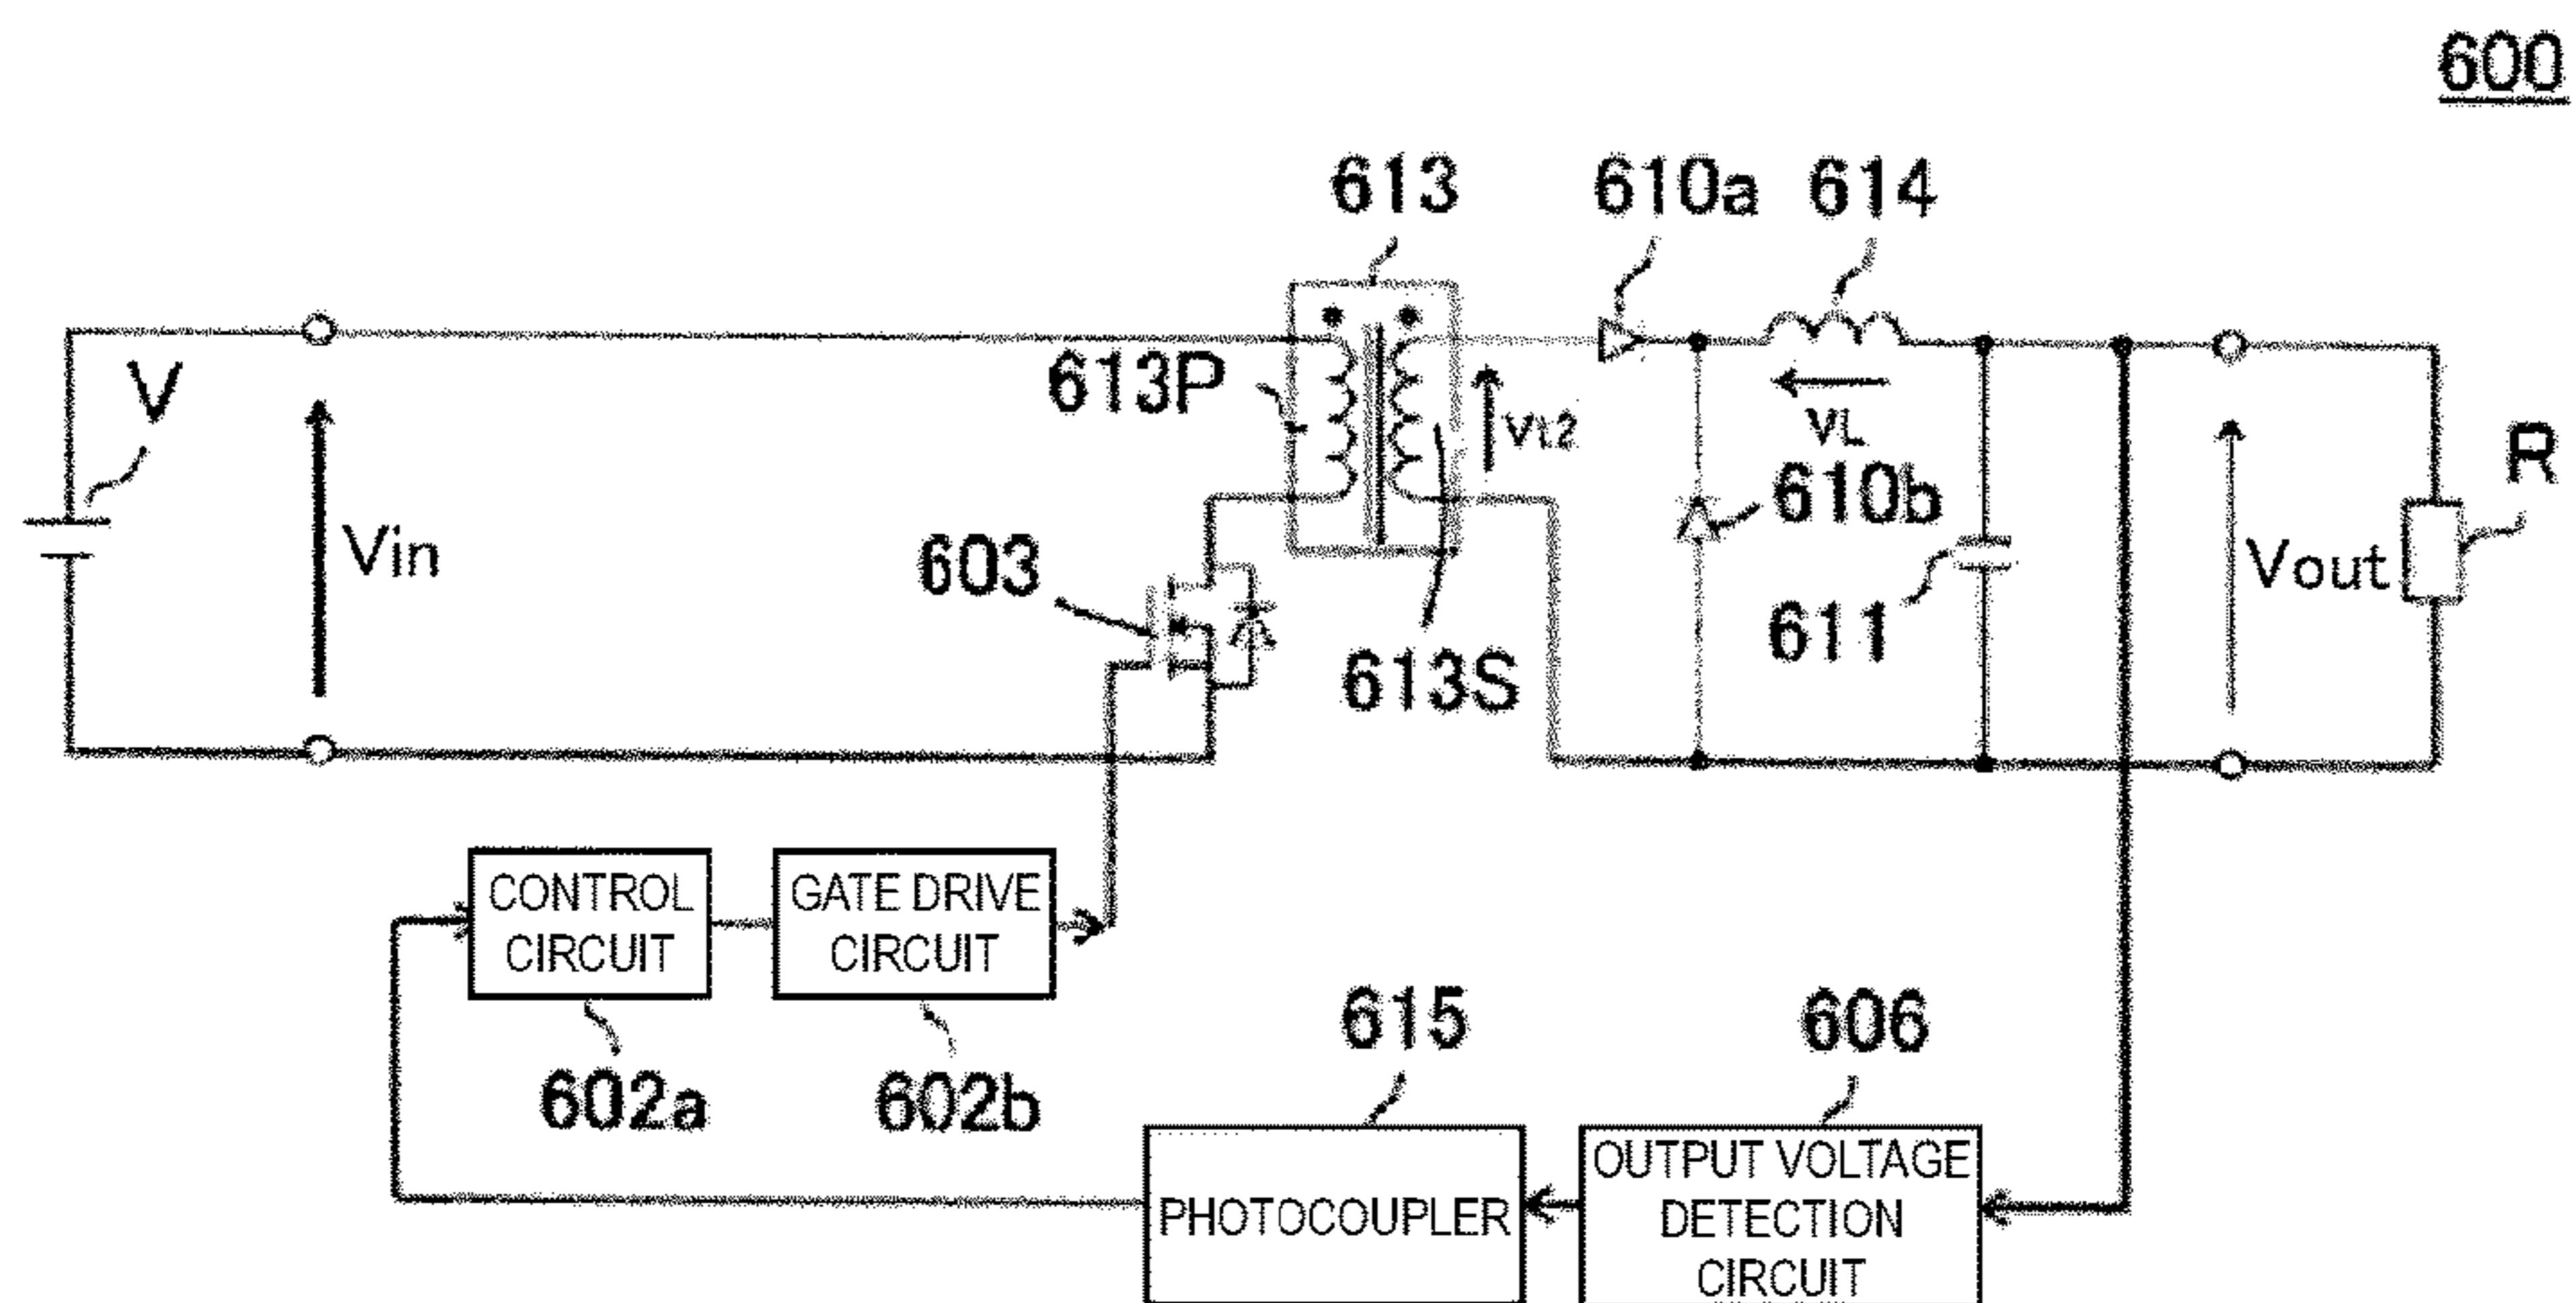 600
613
610a
614
613P
V
Vin
Vt2
VL
610b
R
603
611
Vout
613S
CONTROL
CIRCUIT
GATE DRIVE
CIRCUIT
602a
602b
615
606
PHOTOCOUPLER
OUTPUT VOLTAGE
DETECTION
CIRCUIT